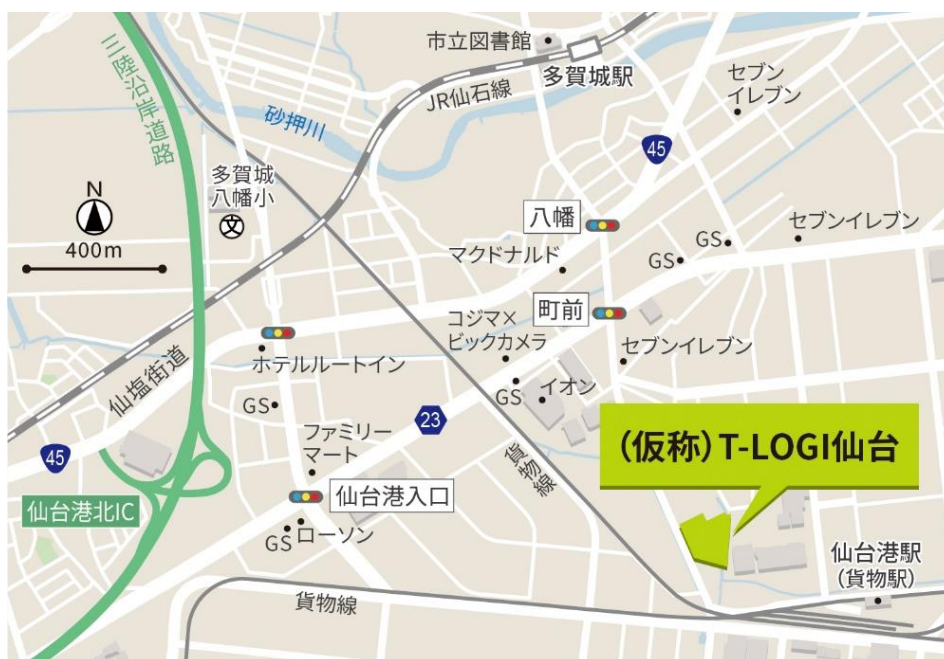 三陸沿岸道路
市立図書館
多賀城駅
JR仙石線
セブン
イレブン
砂押川
45
多賀城
八幡小
文
N
400m
八幡
セブンイレブン
GS
GS
マクドナルド
町前
コジマ×
ビックカメラ
セブンイレブン
ホテルルートイン
仙塩街道
GS
イオン
GS
23
ファミリー
マート
貨物線
(仮称)T-LOGI仙台
45
仙台港北IC
仙台港入口
GS
ローソン
仙台港駅
(貨物駅)
貨物線